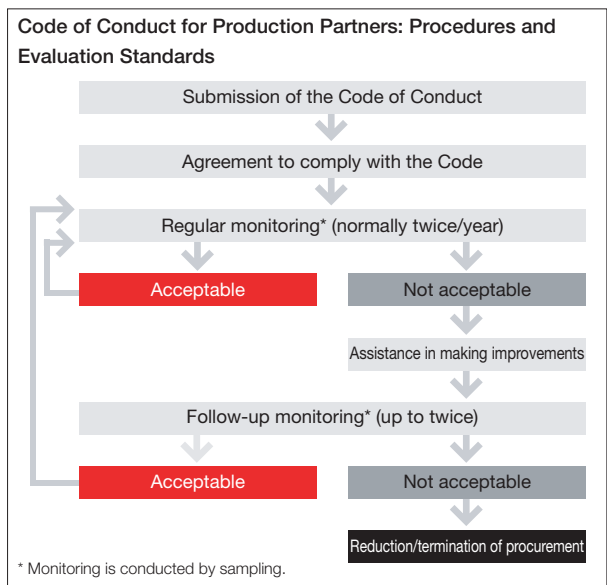 Code of Conduct for Production Partners: Procedures and
Evaluation Standards
Submission of the Code of Conduct
Agreement to comply with the Code
Regular monitoring* (normally twice/year)
Acceptable
Not acceptable
Assistance in making improvements
Follow-up monitoring* (up to twice)
Acceptable
Not acceptable
Reduction/termination of procurement
* Monitoring is conducted by sampling.